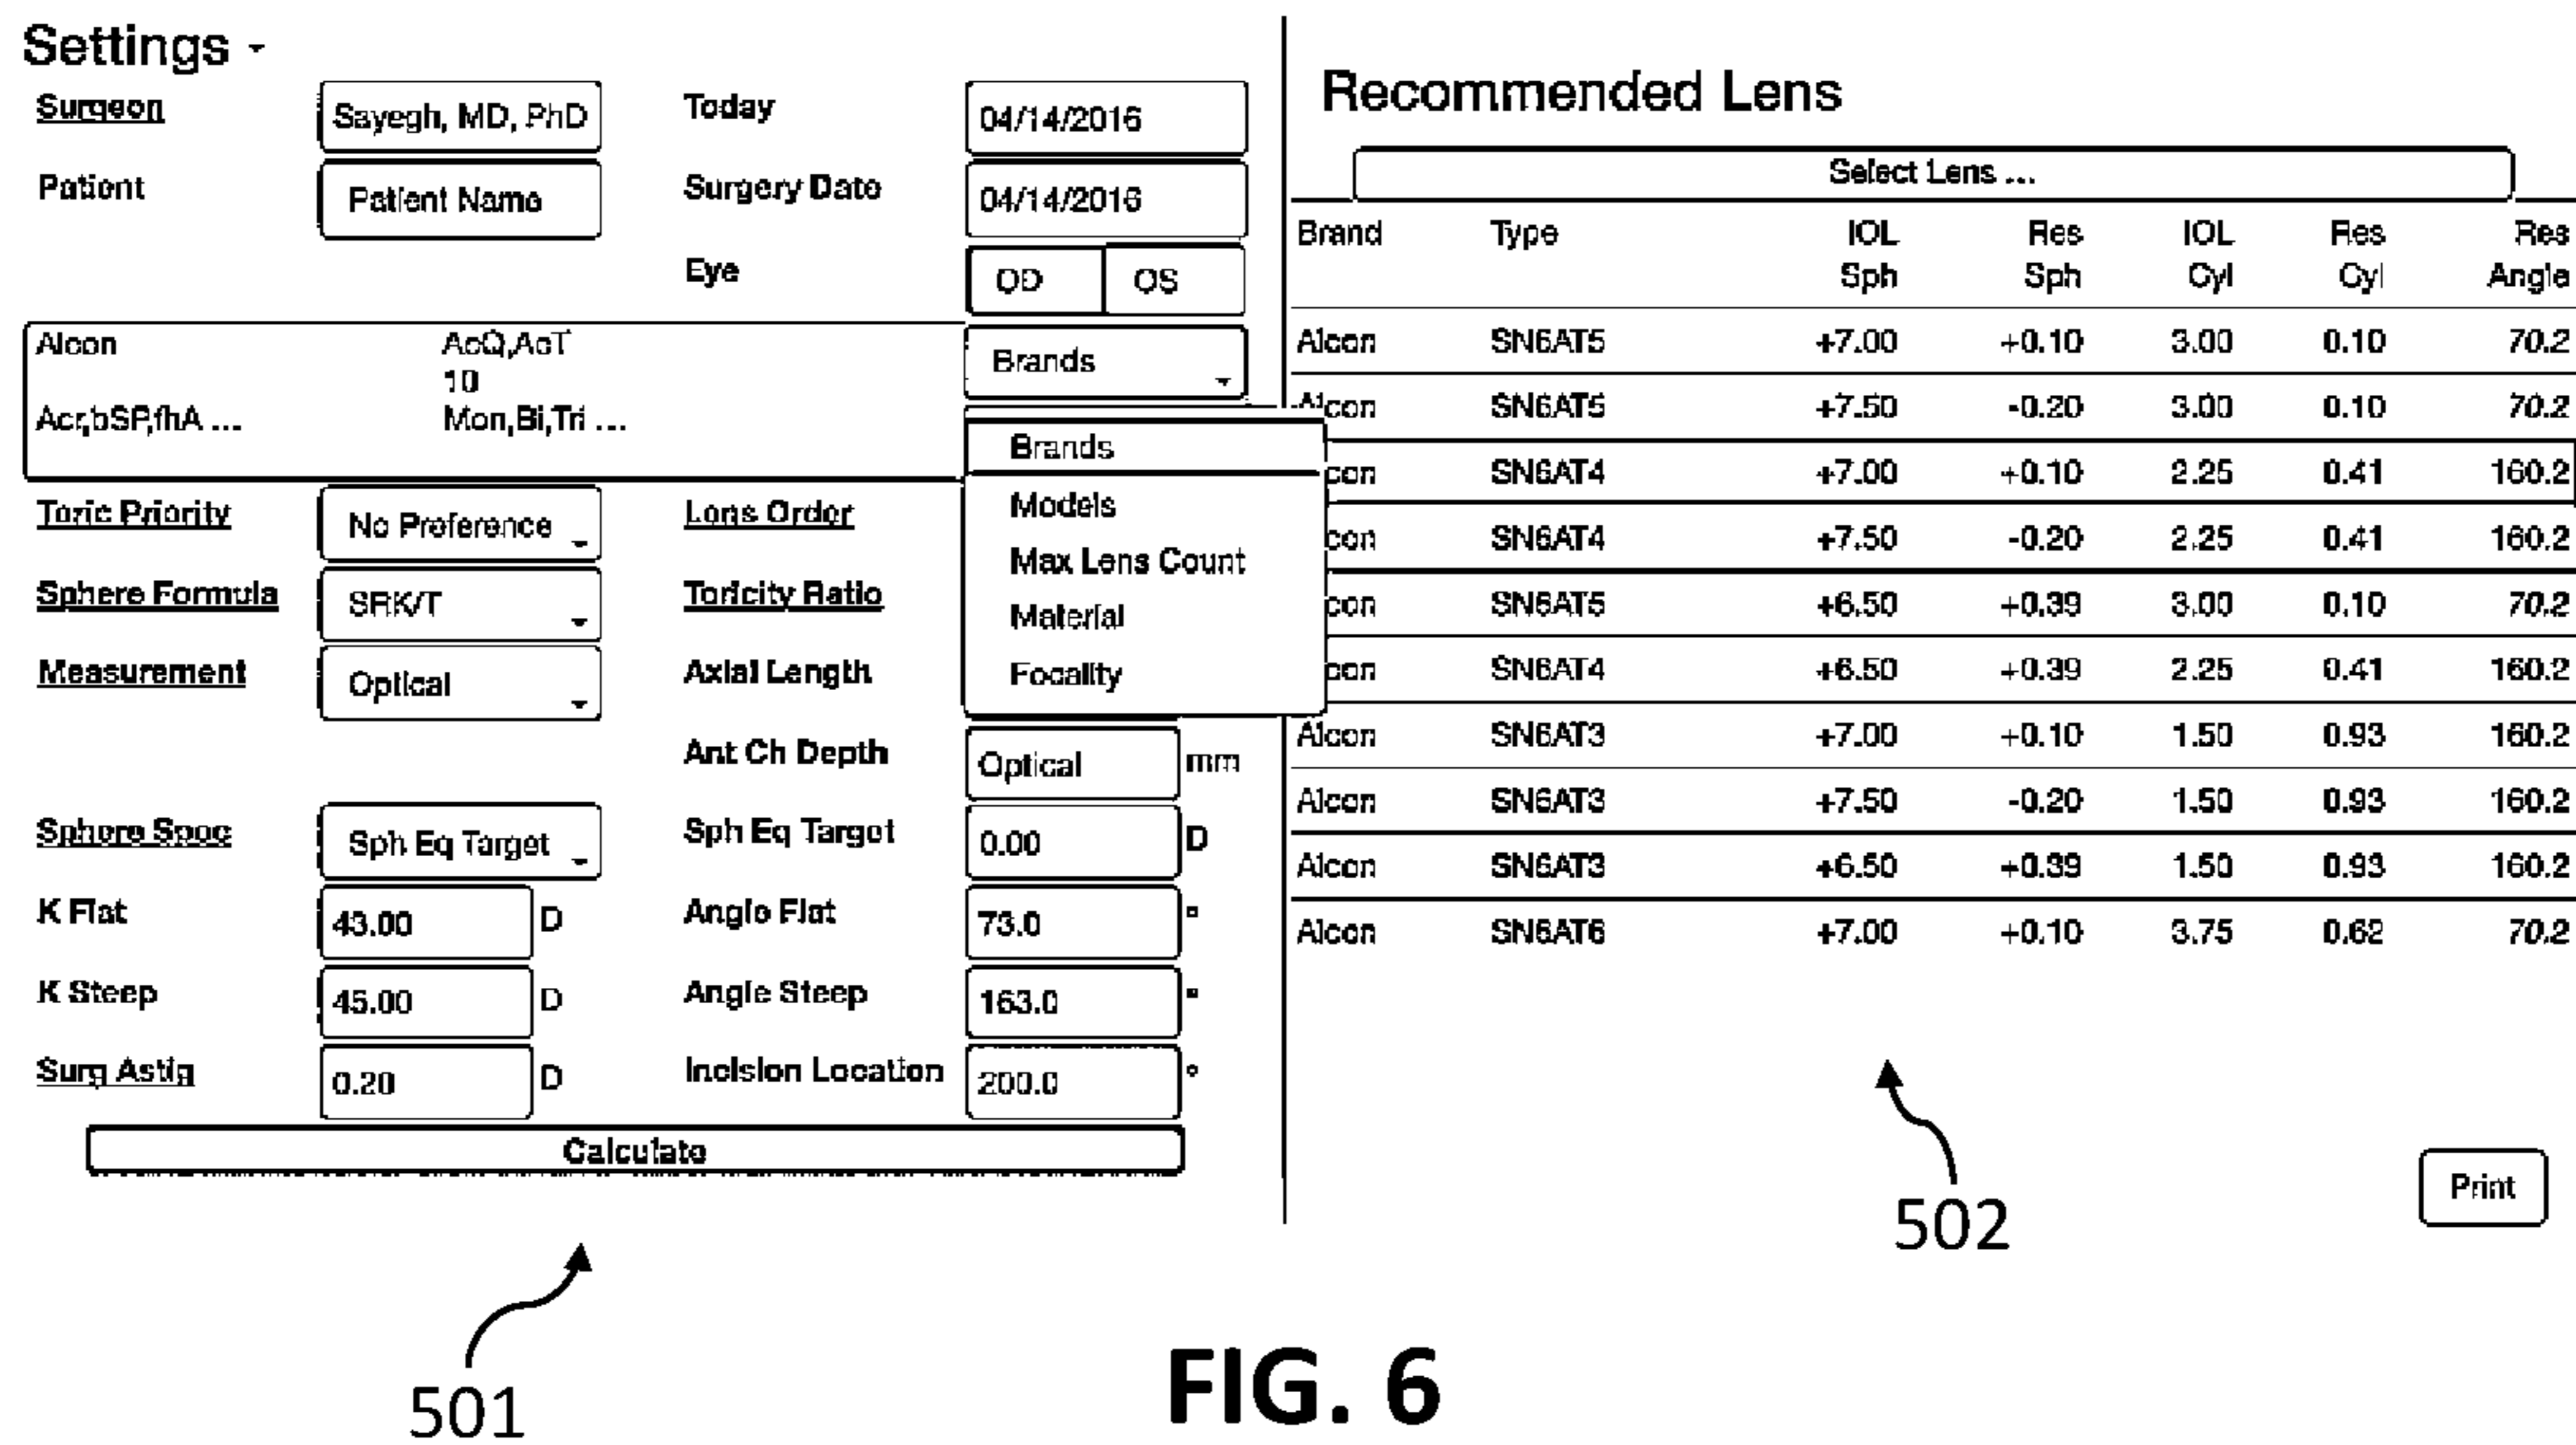 Settings -
Surgeon Sayegh, MD, PhD Today 04/14/2016
Patient Patient Name Surgery Date 04/14/2016
Eye OD OS
Alcon AcQ,AcT Brands
10
Acr,bSP,fhA ... Mon,Bi,Tri ...
Brands
Models
Max Lens Count
Material
Focality
Toric Priority No Preference Lens Order
Sphere Formula SRK/T Toricity Ratio
Measurement Optical Axial Length
Ant Ch Depth Optical mm
Sphere Spec Sph Eq Target Sph Eq Target 0.00 D
K Flat 43.00 D Angle Flat 73.0 °
K Steep 45.00 D Angle Steep 163.0 °
Surg Astig 0.20 D Incision Location 200.0 °
Calculate
501
Recommended Lens
Select Lens ...
Brand Type IOL Res IOL Res Res
Sph Sph Cyl Cyl Angle
Alcon SN6AT5 +7.00 +0.10 3.00 0.10 70.2
Alcon SN6AT5 +7.50 -0.20 3.00 0.10 70.2
con SN6AT4 +7.00 +0.10 2.25 0.41 160.2
con SN6AT4 +7.50 -0.20 2.25 0.41 160.2
con SN6AT5 +6.50 +0.39 3.00 0.10 70.2
con SN6AT4 +6.50 +0.39 2.25 0.41 160.2
Alcon SN6AT3 +7.00 +0.10 1.50 0.93 160.2
Alcon SN6AT3 +7.50 -0.20 1.50 0.93 160.2
Alcon SN6AT3 +6.50 +0.39 1.50 0.93 160.2
Alcon SN6AT6 +7.00 +0.10 3.75 0.62 70.2
502
Print
FIG. 6